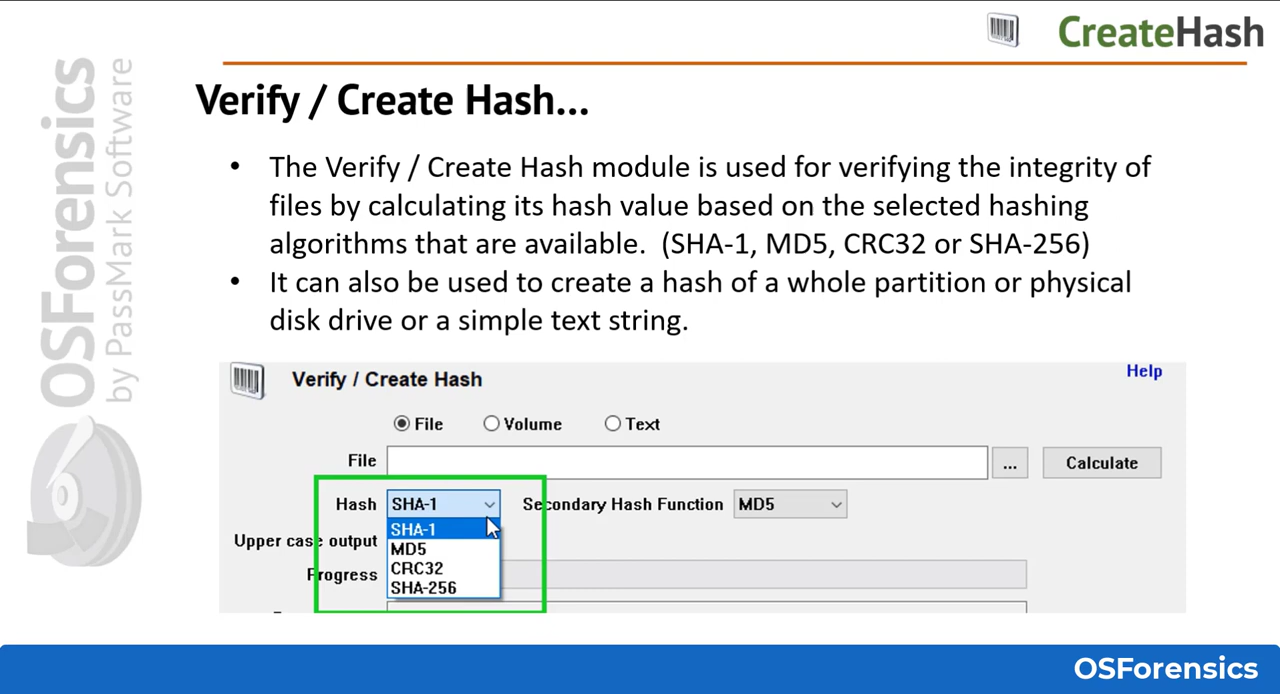 CreateHash
OSForensics
by PassMark Software
Verify / Create Hash...
• The Verify / Create Hash module is used for verifying the integrity of
files by calculating its hash value based on the selected hashing
algorithms that are available. (SHA-1, MD5, CRC32 or SHA-256)
• It can also be used to create a hash of a whole partition or physical
disk drive or a simple text string.
Verify / Create Hash
Help
File Volume Text
File ... Calculate
Hash SHA-1 Secondary Hash Function MD5
SHA-1
Upper case output
MD5
CRC32
Progress
SHA-256
OSForensics